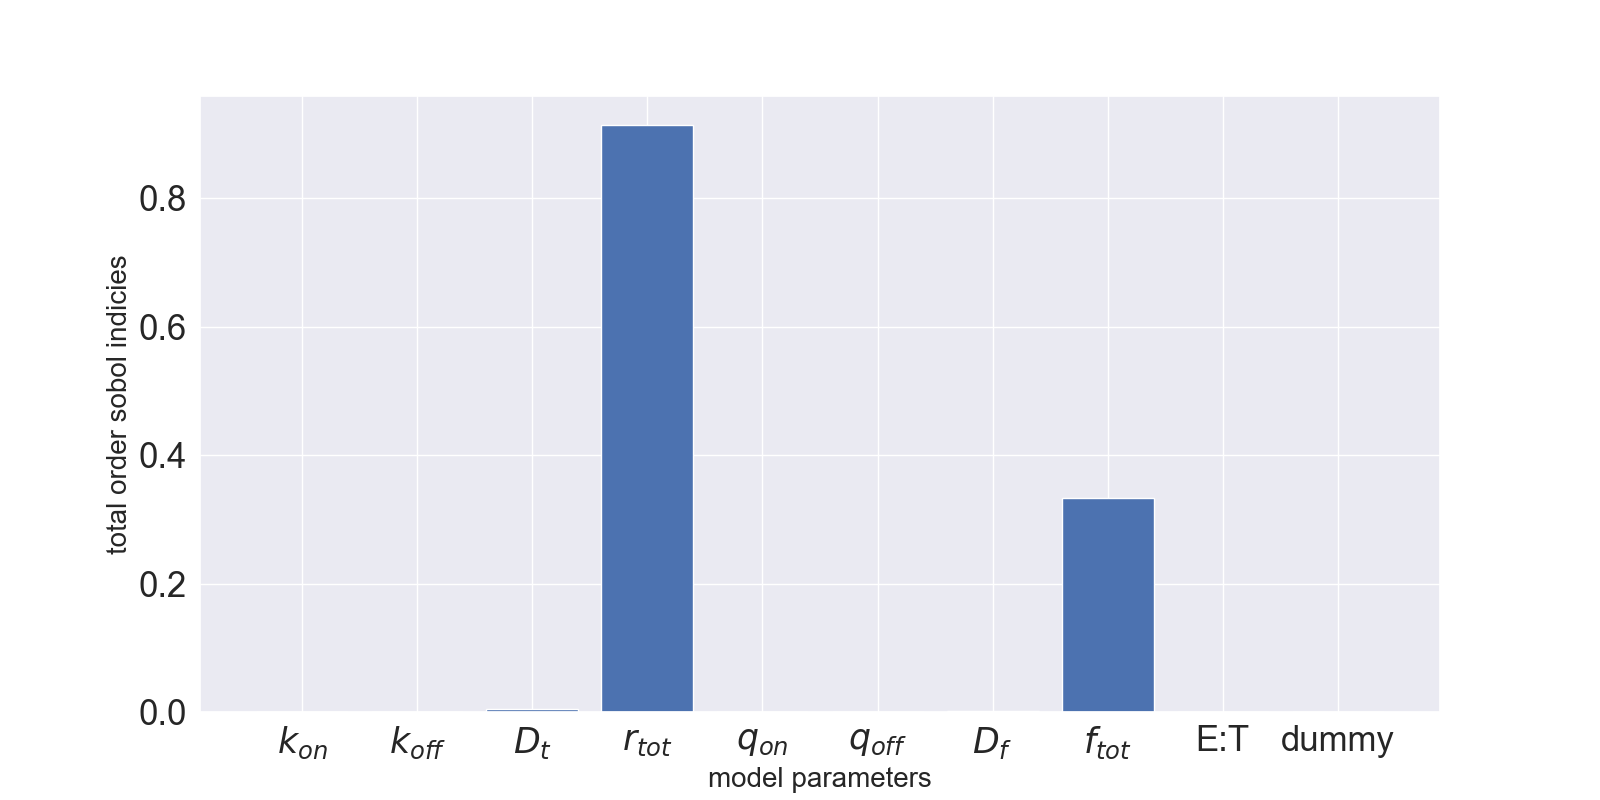 total order sobol indicies
0.8
0.6
0.4
0.2
0.0
k_on k_off D_t r_tot q_on q_off D_f f_tot E:T dummy
model parameters